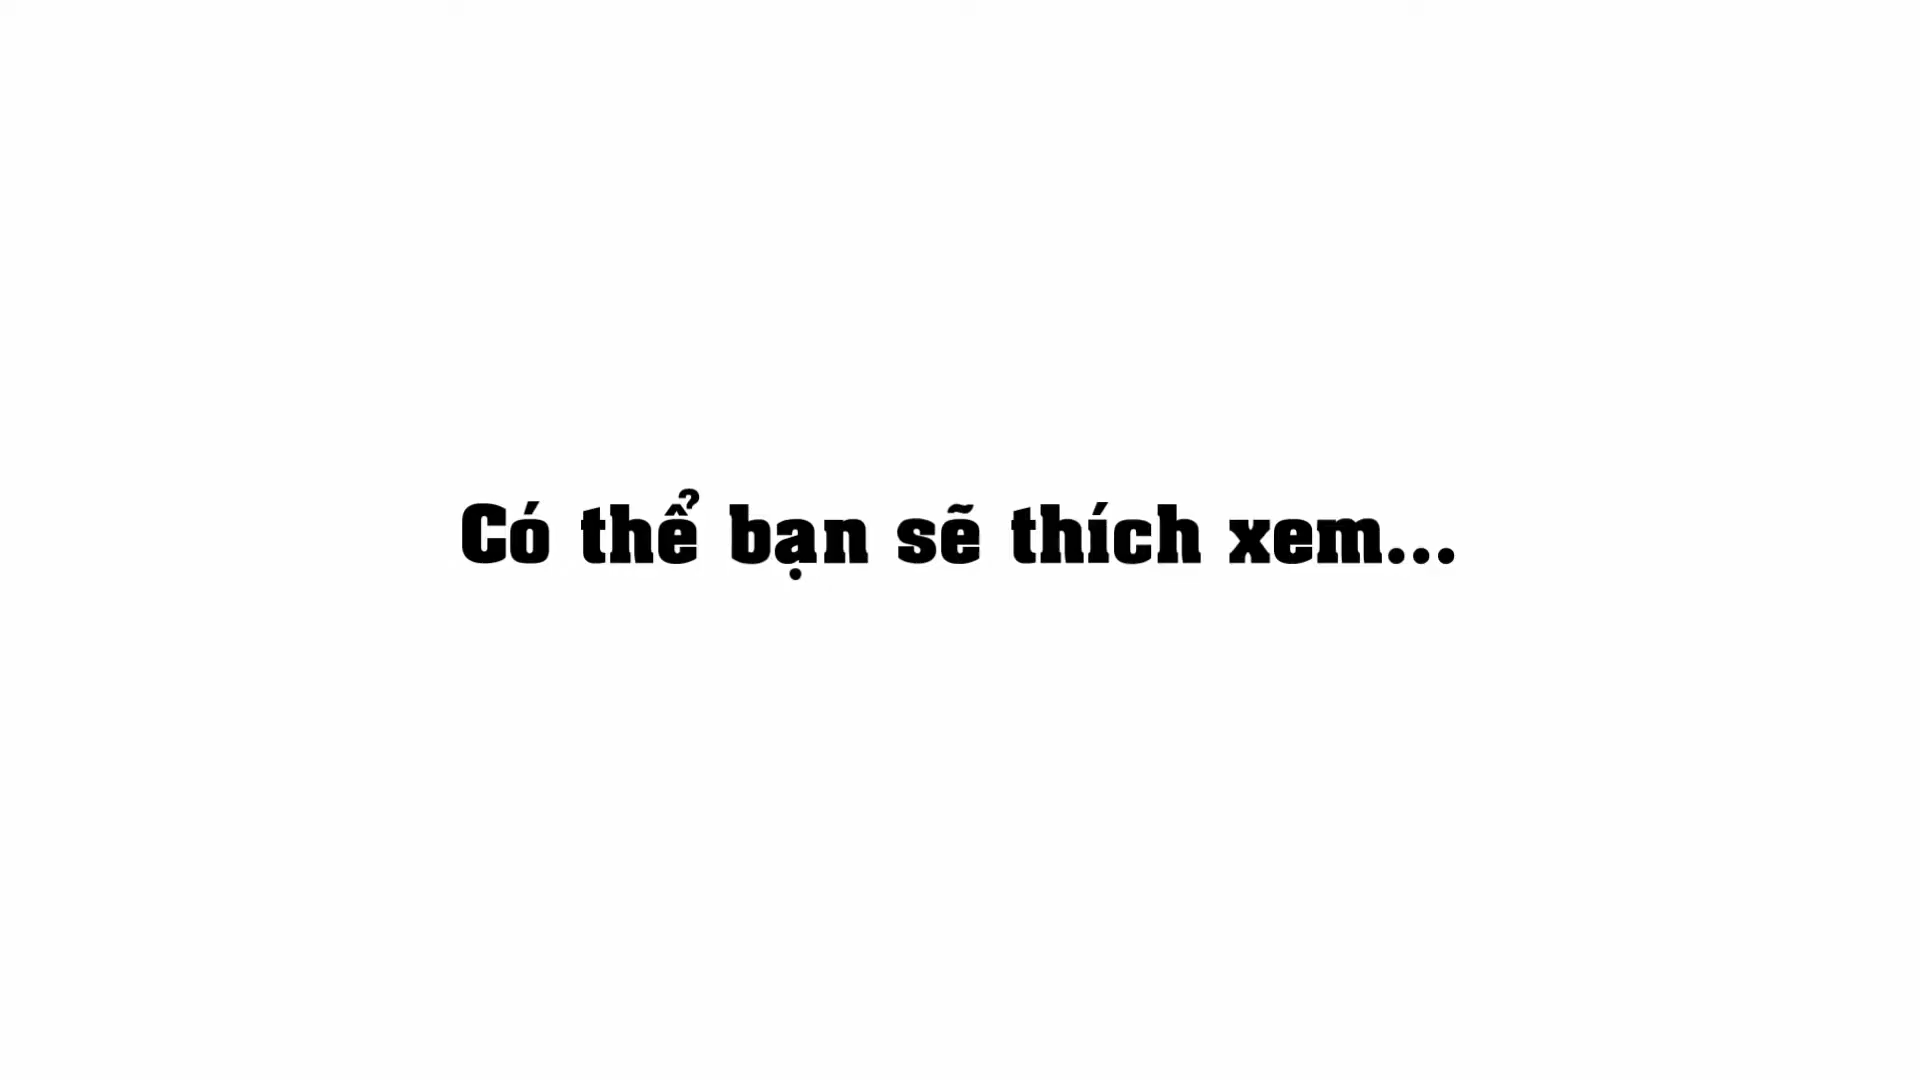 Có thể bạn sẽ thích xem...